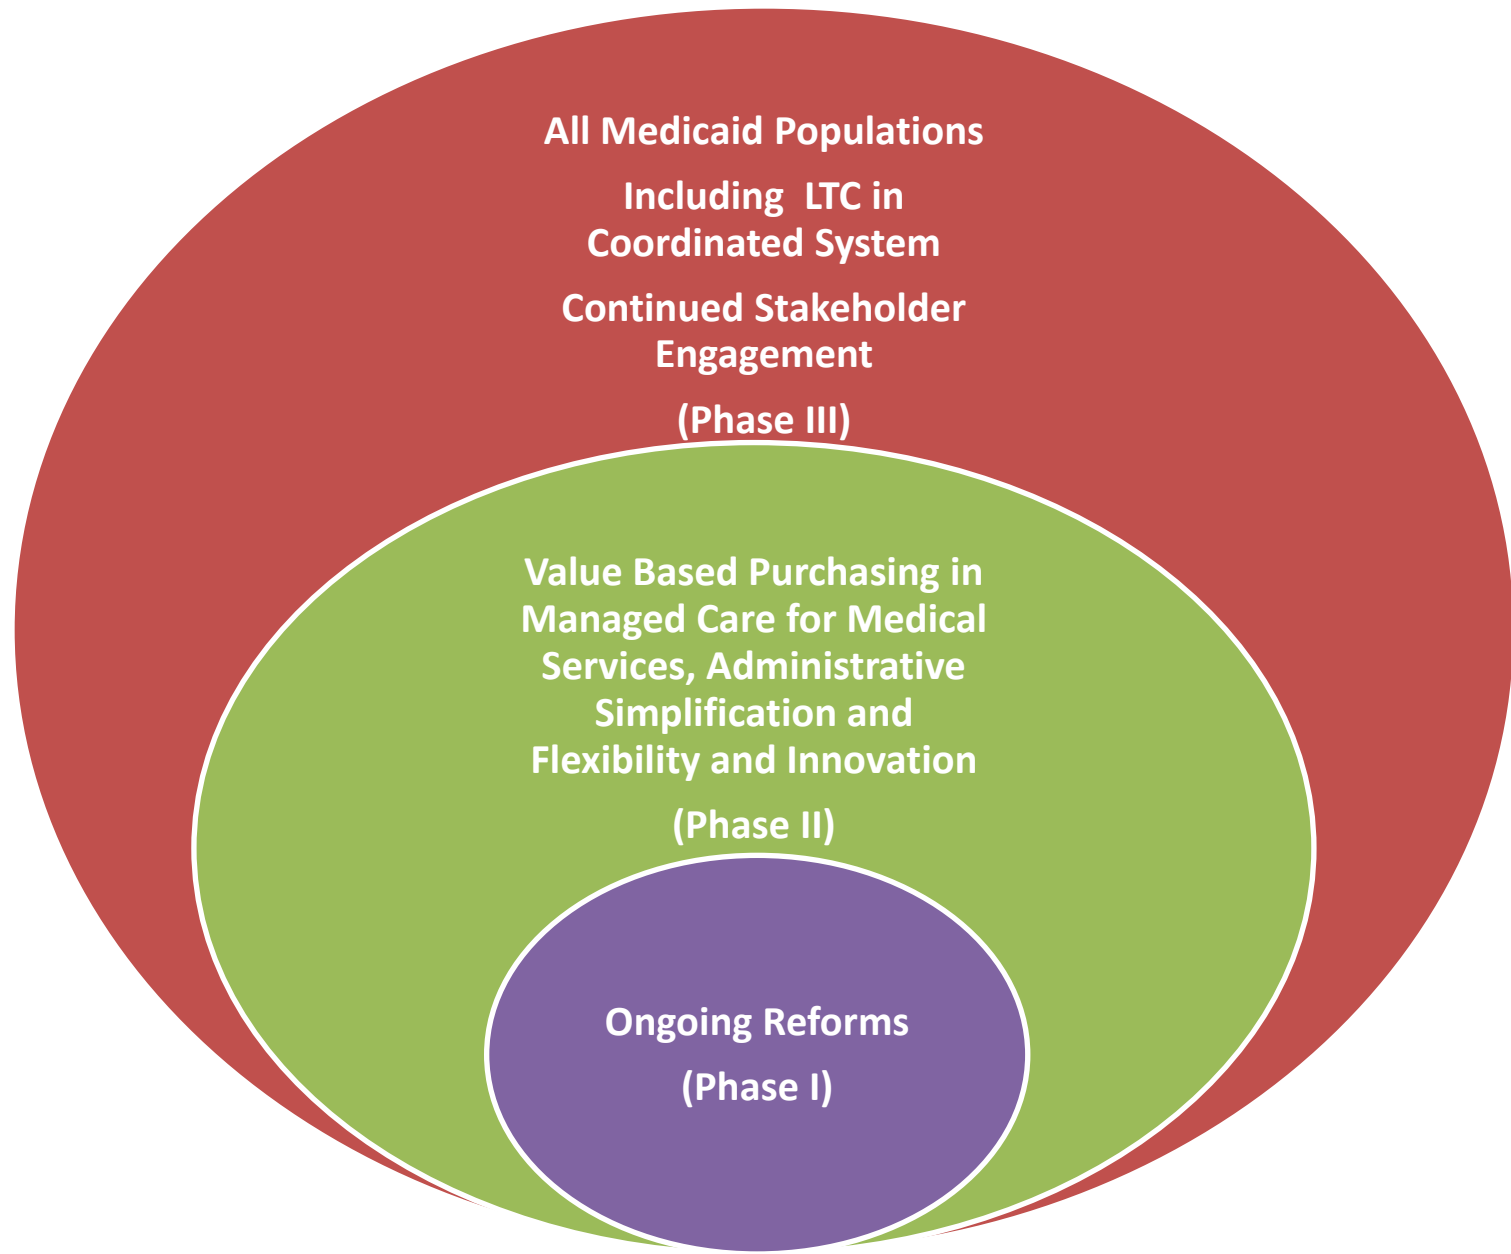 All Medicaid Populations
Including  LTC in
Coordinated System
Continued Stakeholder
Engagement
(Phase III)
Value Based Purchasing in
Managed Care for Medical
Services, Administrative
Simplification and
Flexibility and Innovation
(Phase II)
Ongoing Reforms
(Phase I)